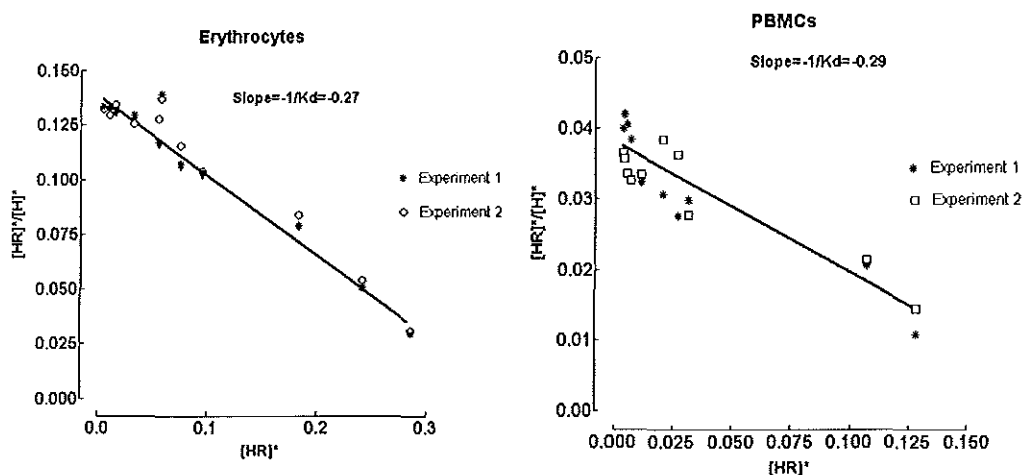 Erythrocytes
Slope=-1/Kd=-0.27
[HR]*/[H]*
0.150
0.125
0.100
0.075
0.050
0.025
0.000
0.0
0.1
0.2
0.3
[HR]*
Experiment 1
Experiment 2
PBMCs
Slope=-1/Kd=-0.29
[HR]*/[H]*
0.05
0.04
0.03
0.02
0.01
0.00
0.000
0.025
0.050
0.075
0.100
0.125
0.150
[HR]*
Experiment 1
Experiment 2